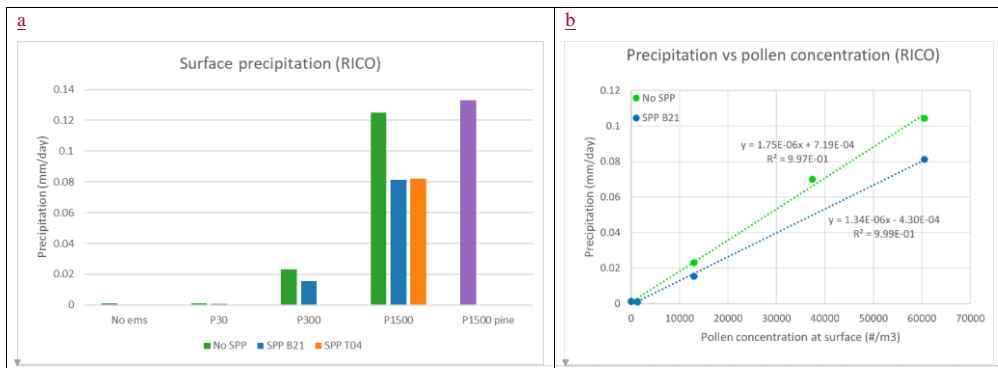 a
Surface precipitation (RICO)
Precipitation (mm/day)
0.14
0.12
0.1
0.08
0.06
0.04
0.02
0
No ems P30 P300 P1500 P1500 pine
No SPP SPP B21 SPP T04
b
Precipitation vs pollen concentration (RICO)
Precipitation (mm/day)
0.12
0.1
0.08
0.06
0.04
0.02
0
No SPP
SPP B21
y = 1.75E-06x + 7.19E-04
R² = 9.97E-01
y = 1.34E-06x - 4.30E-04
R² = 9.99E-01
0 10000 20000 30000 40000 50000 60000 70000
Pollen concentration at surface (#/m3)